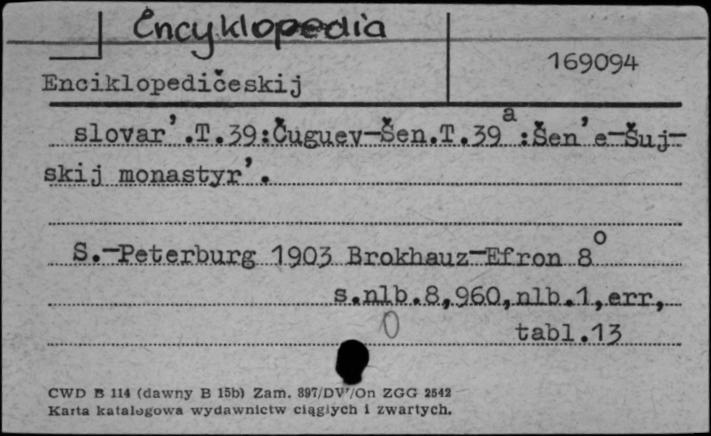 Encyklopedia
169094
Enciklopedičeskij
slovar’.T.39:Čuguev-Šen.T.39ª:Šen’e-Šuj-
skij monastyr’.
S.-Peterburg 1903 Brokhauz-Efron 8º
s.nlb.8,960,nlb.1,err,
0 tabl.13
CWD B 114 (dawny B 15b) Zam. 897/DW/On ZGG 2542
Karta katalogowa wydawnictw ciągłych i zwartych.